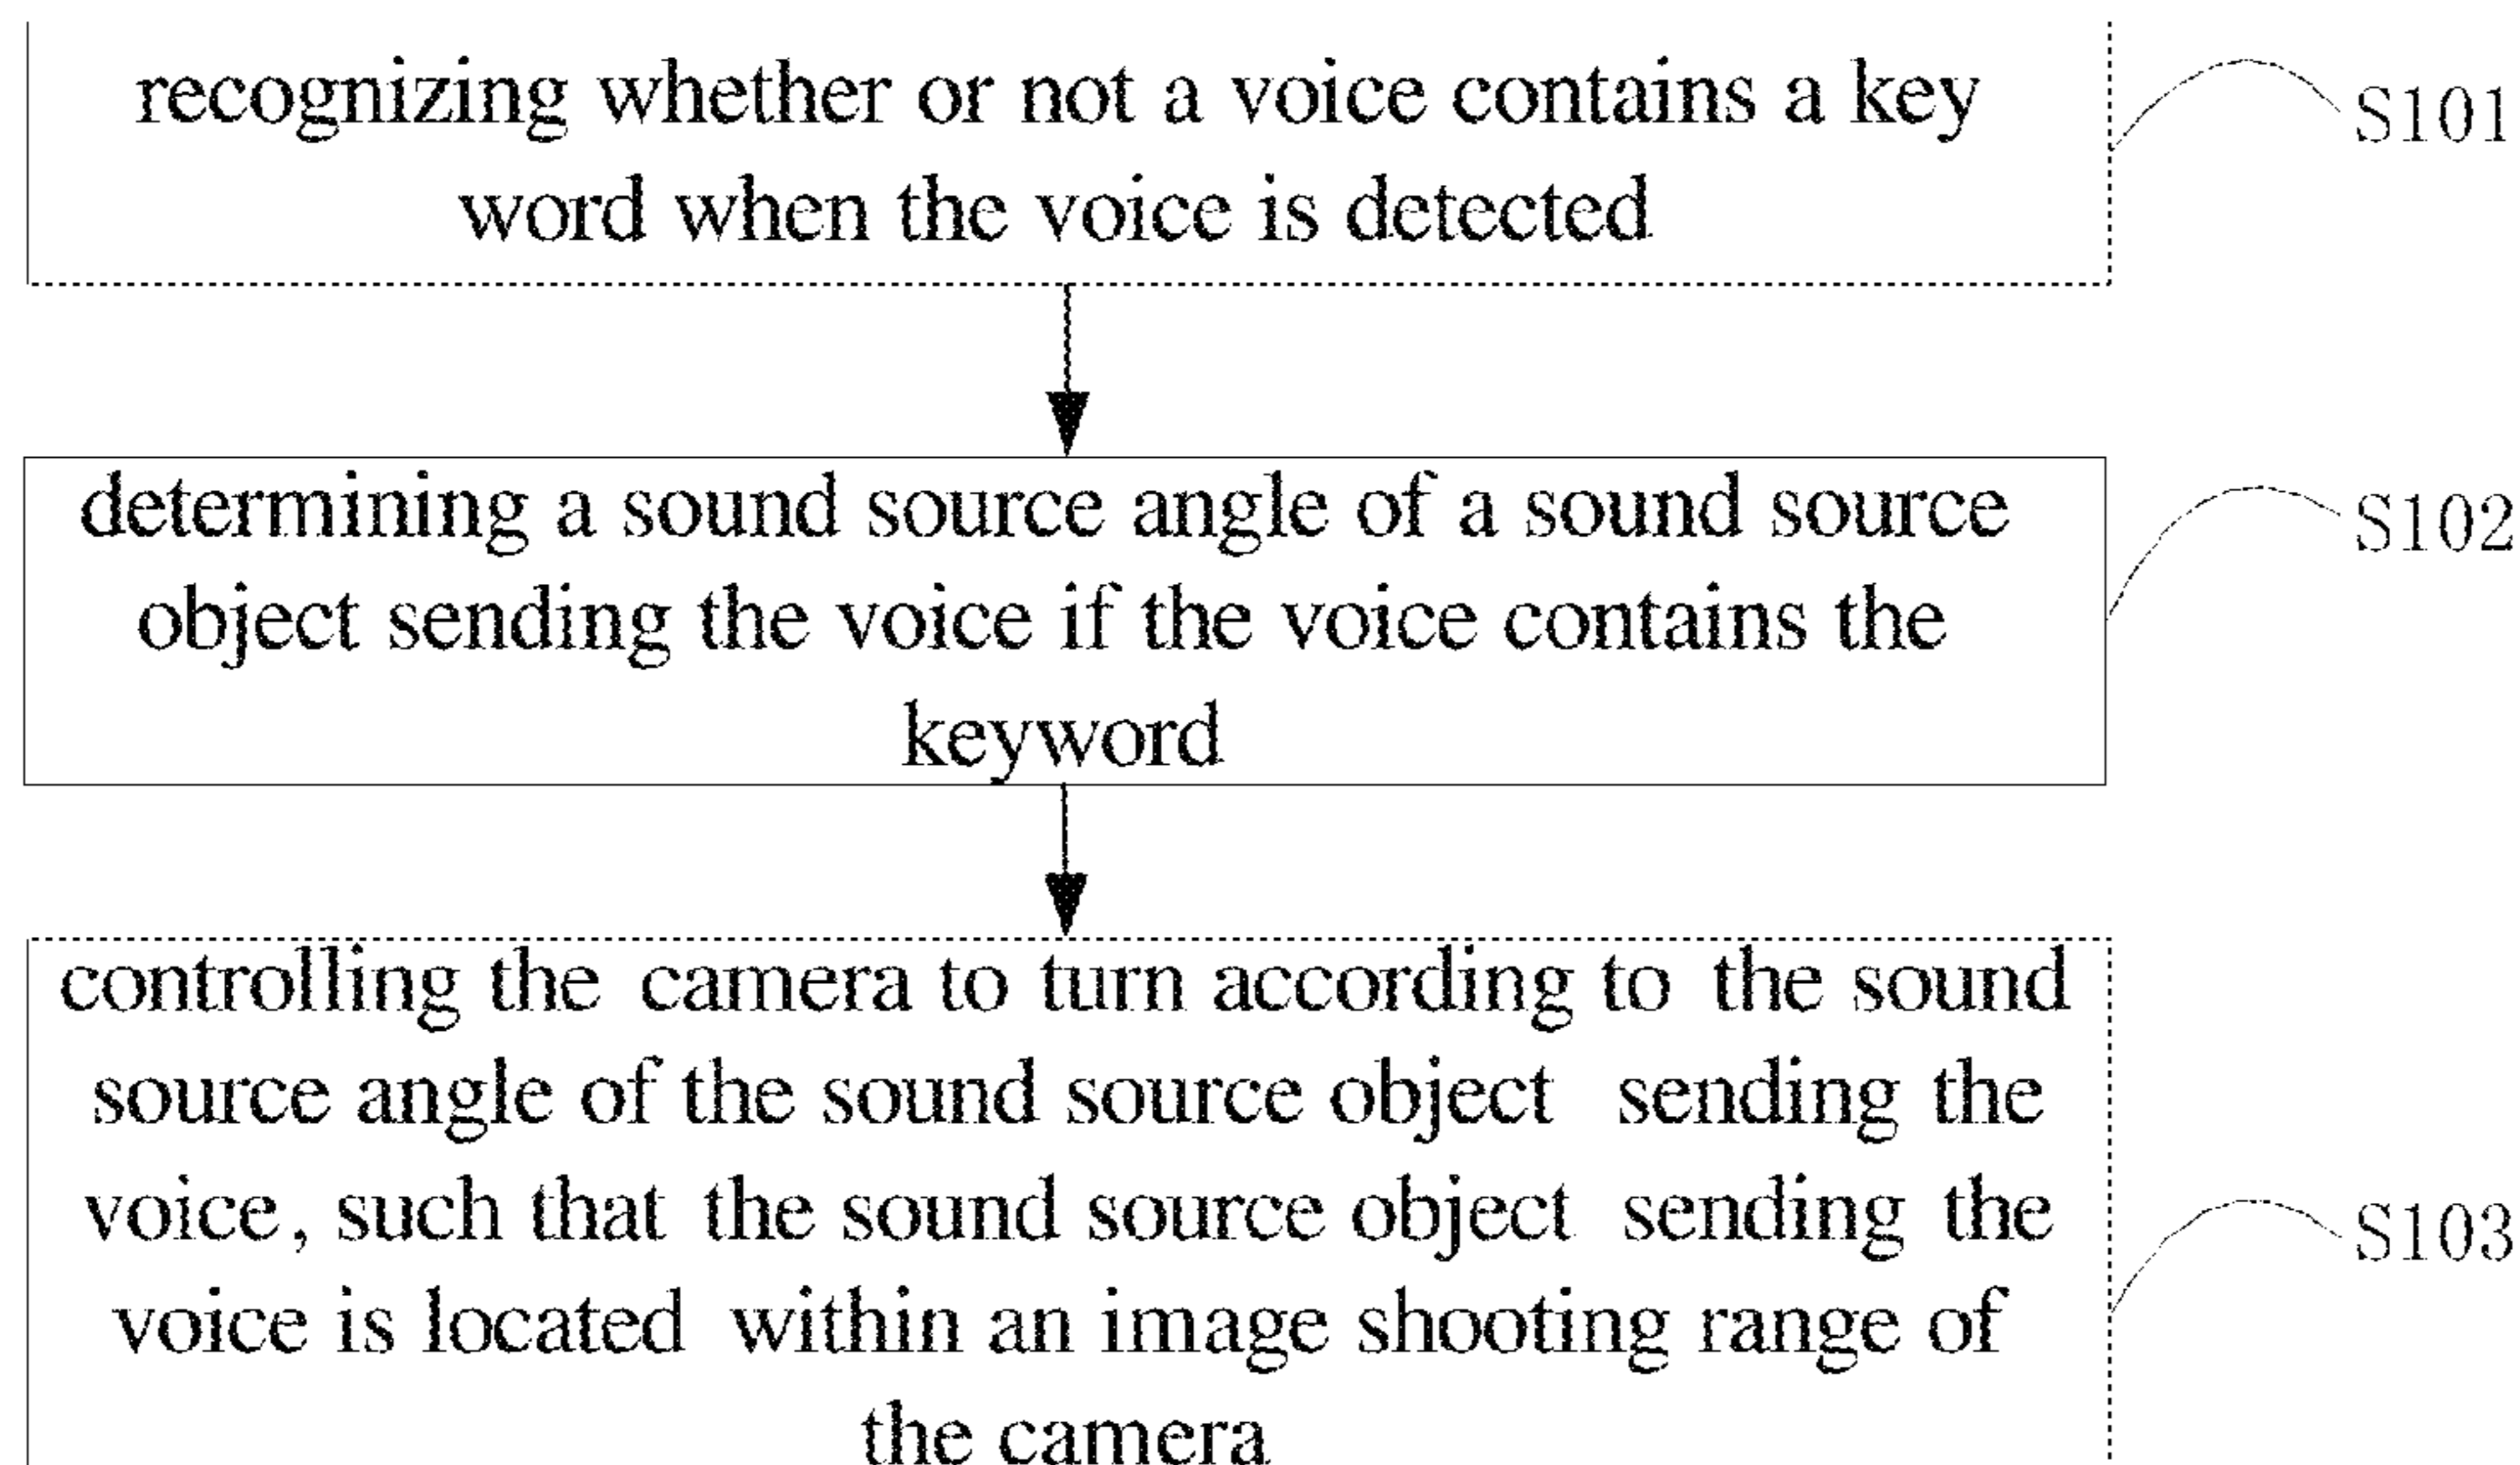 recognizing whether or not a voice contains a key
word when the voice is detected
S101
determining a sound source angle of a sound source
object sending the voice if the voice contains the
keyword
S102
controlling the camera to turn according to the sound
source angle of the sound source object sending the
voice, such that the sound source object sending the
voice is located within an image shooting range of
the camera
S103